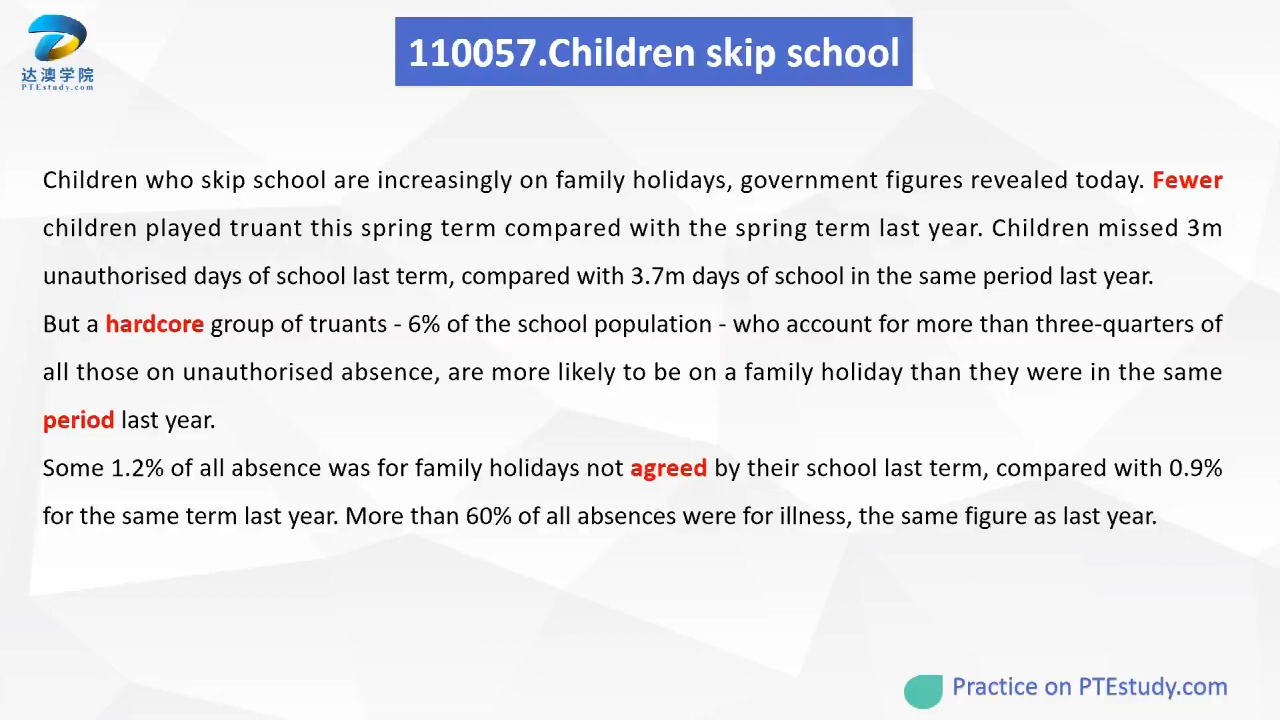 达澳学院
PTEstudy.com
110057.Children skip school
Children who skip school are increasingly on family holidays, government figures revealed today. Fewer
children played truant this spring term compared with the spring term last year. Children missed 3m
unauthorised days of school last term, compared with 3.7m days of school in the same period last year.
But a hardcore group of truants - 6% of the school population - who account for more than three-quarters of
all those on unauthorised absence, are more likely to be on a family holiday than they were in the same
period last year.
Some 1.2% of all absence was for family holidays not agreed by their school last term, compared with 0.9%
for the same term last year. More than 60% of all absences were for illness, the same figure as last year.
Practice on PTEstudy.com